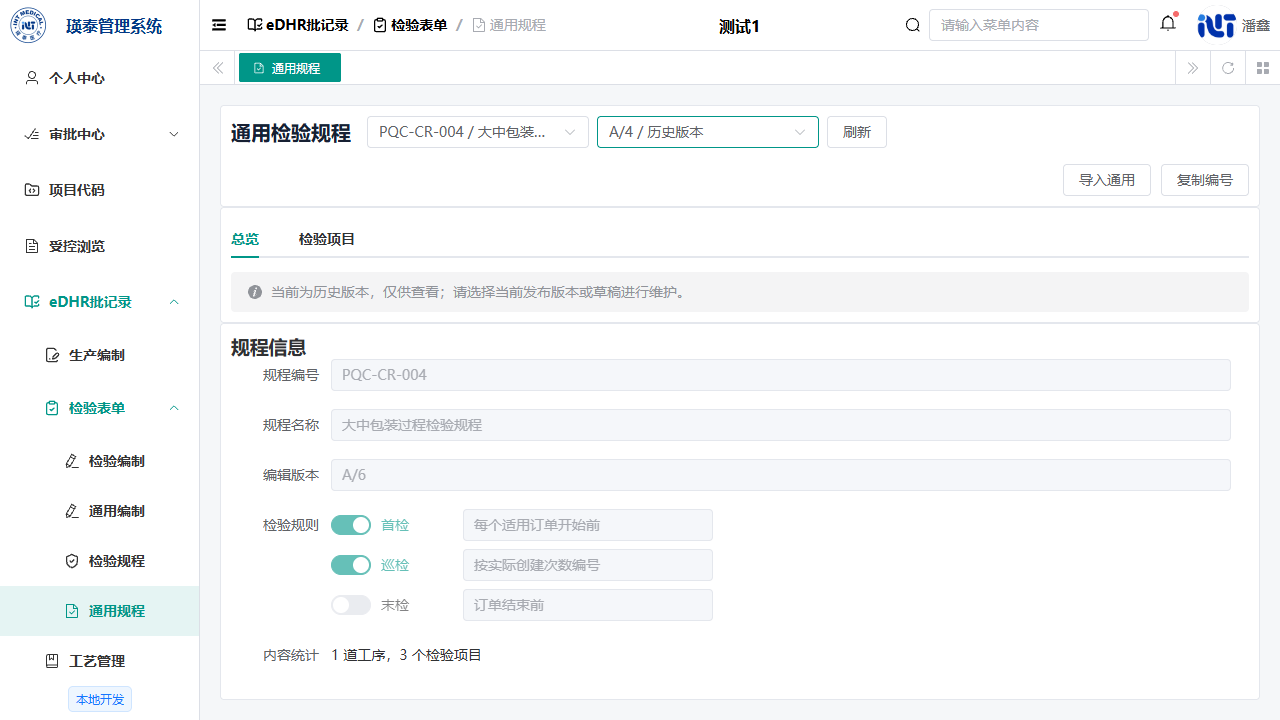 瑛泰管理系统
eDHR批记录 / 检验表单 / 通用规程
测试1
请输入菜单内容
潘鑫
通用规程
个人中心
审批中心
项目代码
受控浏览
eDHR批记录
生产编制
检验表单
检验编制
通用编制
检验规程
通用规程
工艺管理
本地开发
通用检验规程
PQC-CR-004 / 大中包装...
A/4 / 历史版本
刷新
导入通用
复制编号
总览
检验项目
当前为历史版本，仅供查看；请选择当前发布版本或草稿进行维护。
规程信息
规程编号 PQC-CR-004
规程名称 大中包装过程检验规程
编辑版本 A/6
检验规则 首检 每个适用订单开始前
巡检 按实际创建次数编号
末检 订单结束前
内容统计 1 道工序，3 个检验项目